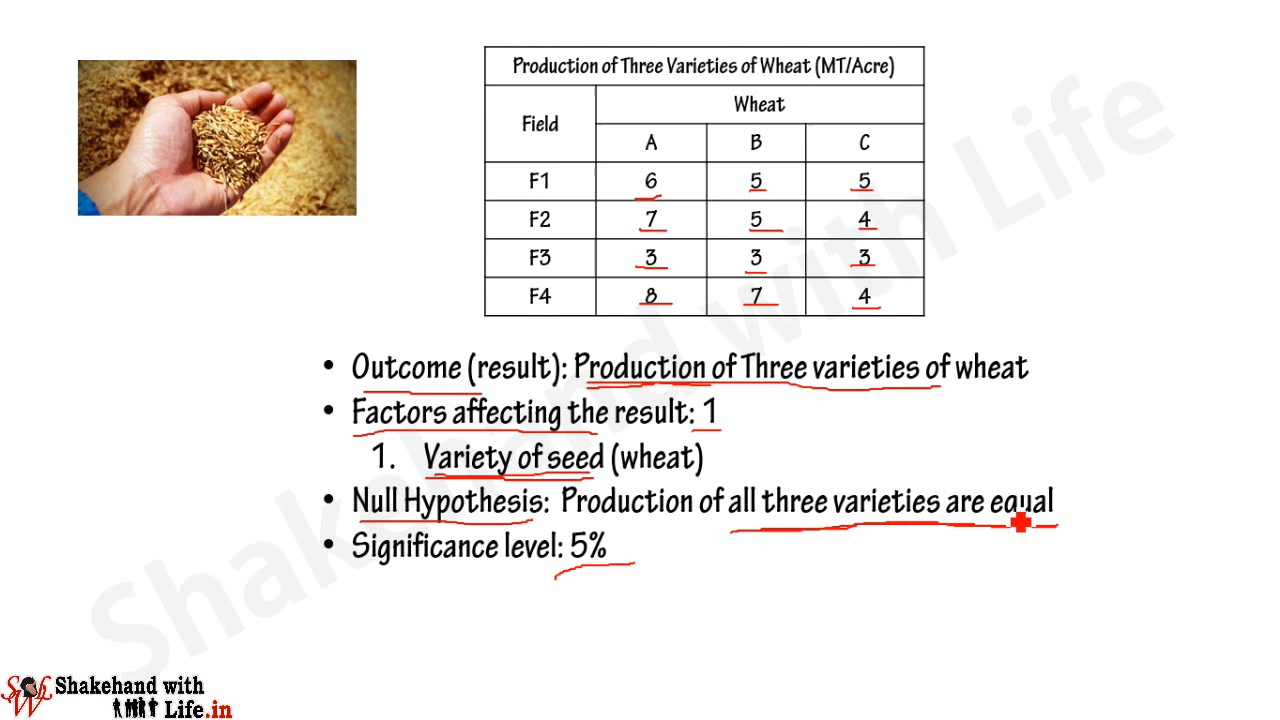 Production of Three Varieties of Wheat (MT/Acre)
Field
Wheat
A B C
F1 6 5 5
F2 7 5 4
F3 3 3 3
F4 8 7 4
• Outcome (result): Production of Three varieties of wheat
• Factors affecting the result: 1
1. Variety of seed (wheat)
• Null Hypothesis: Production of all three varieties are equal
• Significance level: 5%
Shakehand with Life
Shakehand with
Life.in